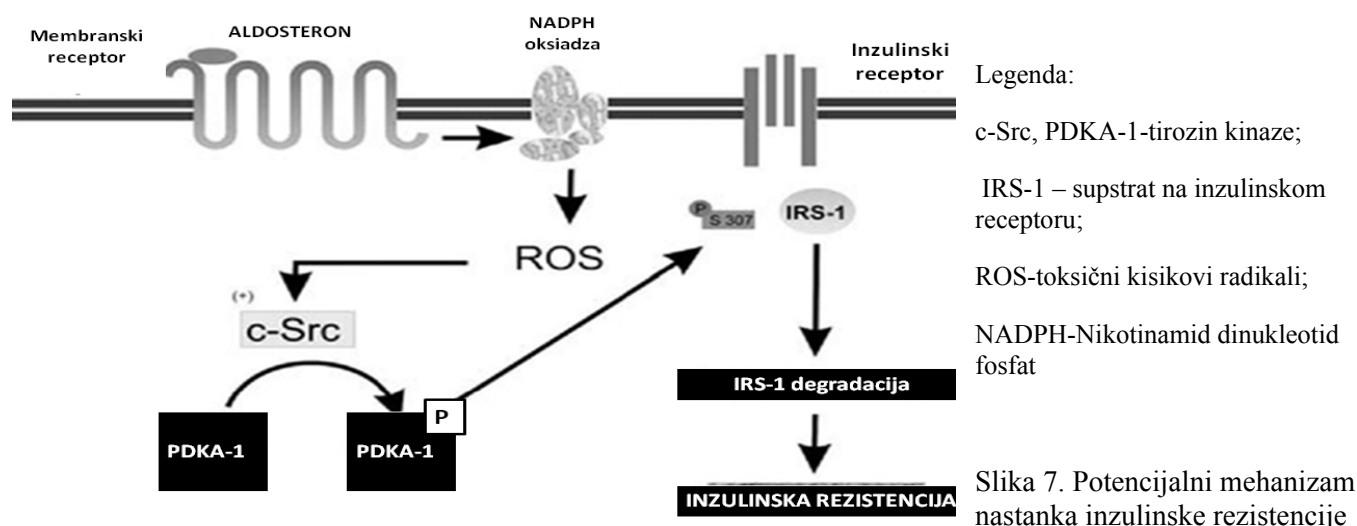 Membranski
receptor
ALDOSTERON
NADPH
oksiadza
Inzulinski
receptor
ROS
(+)
c-Src
PDKA-1
PDKA-1
P
P
S 307
IRS-1
IRS-1 degradacija
INZULINSKA REZISTENCIJA
Legenda:
c-Src, PDKA-1-tirozin kinaze;
IRS-1 – supstrat na inzulinskom
receptoru;
ROS-toksični kisikovi radikali;
NADPH-Nikotinamid dinukleotid
fosfat
Slika 7. Potencijalni mehanizam
nastanka inzulinske rezistencije